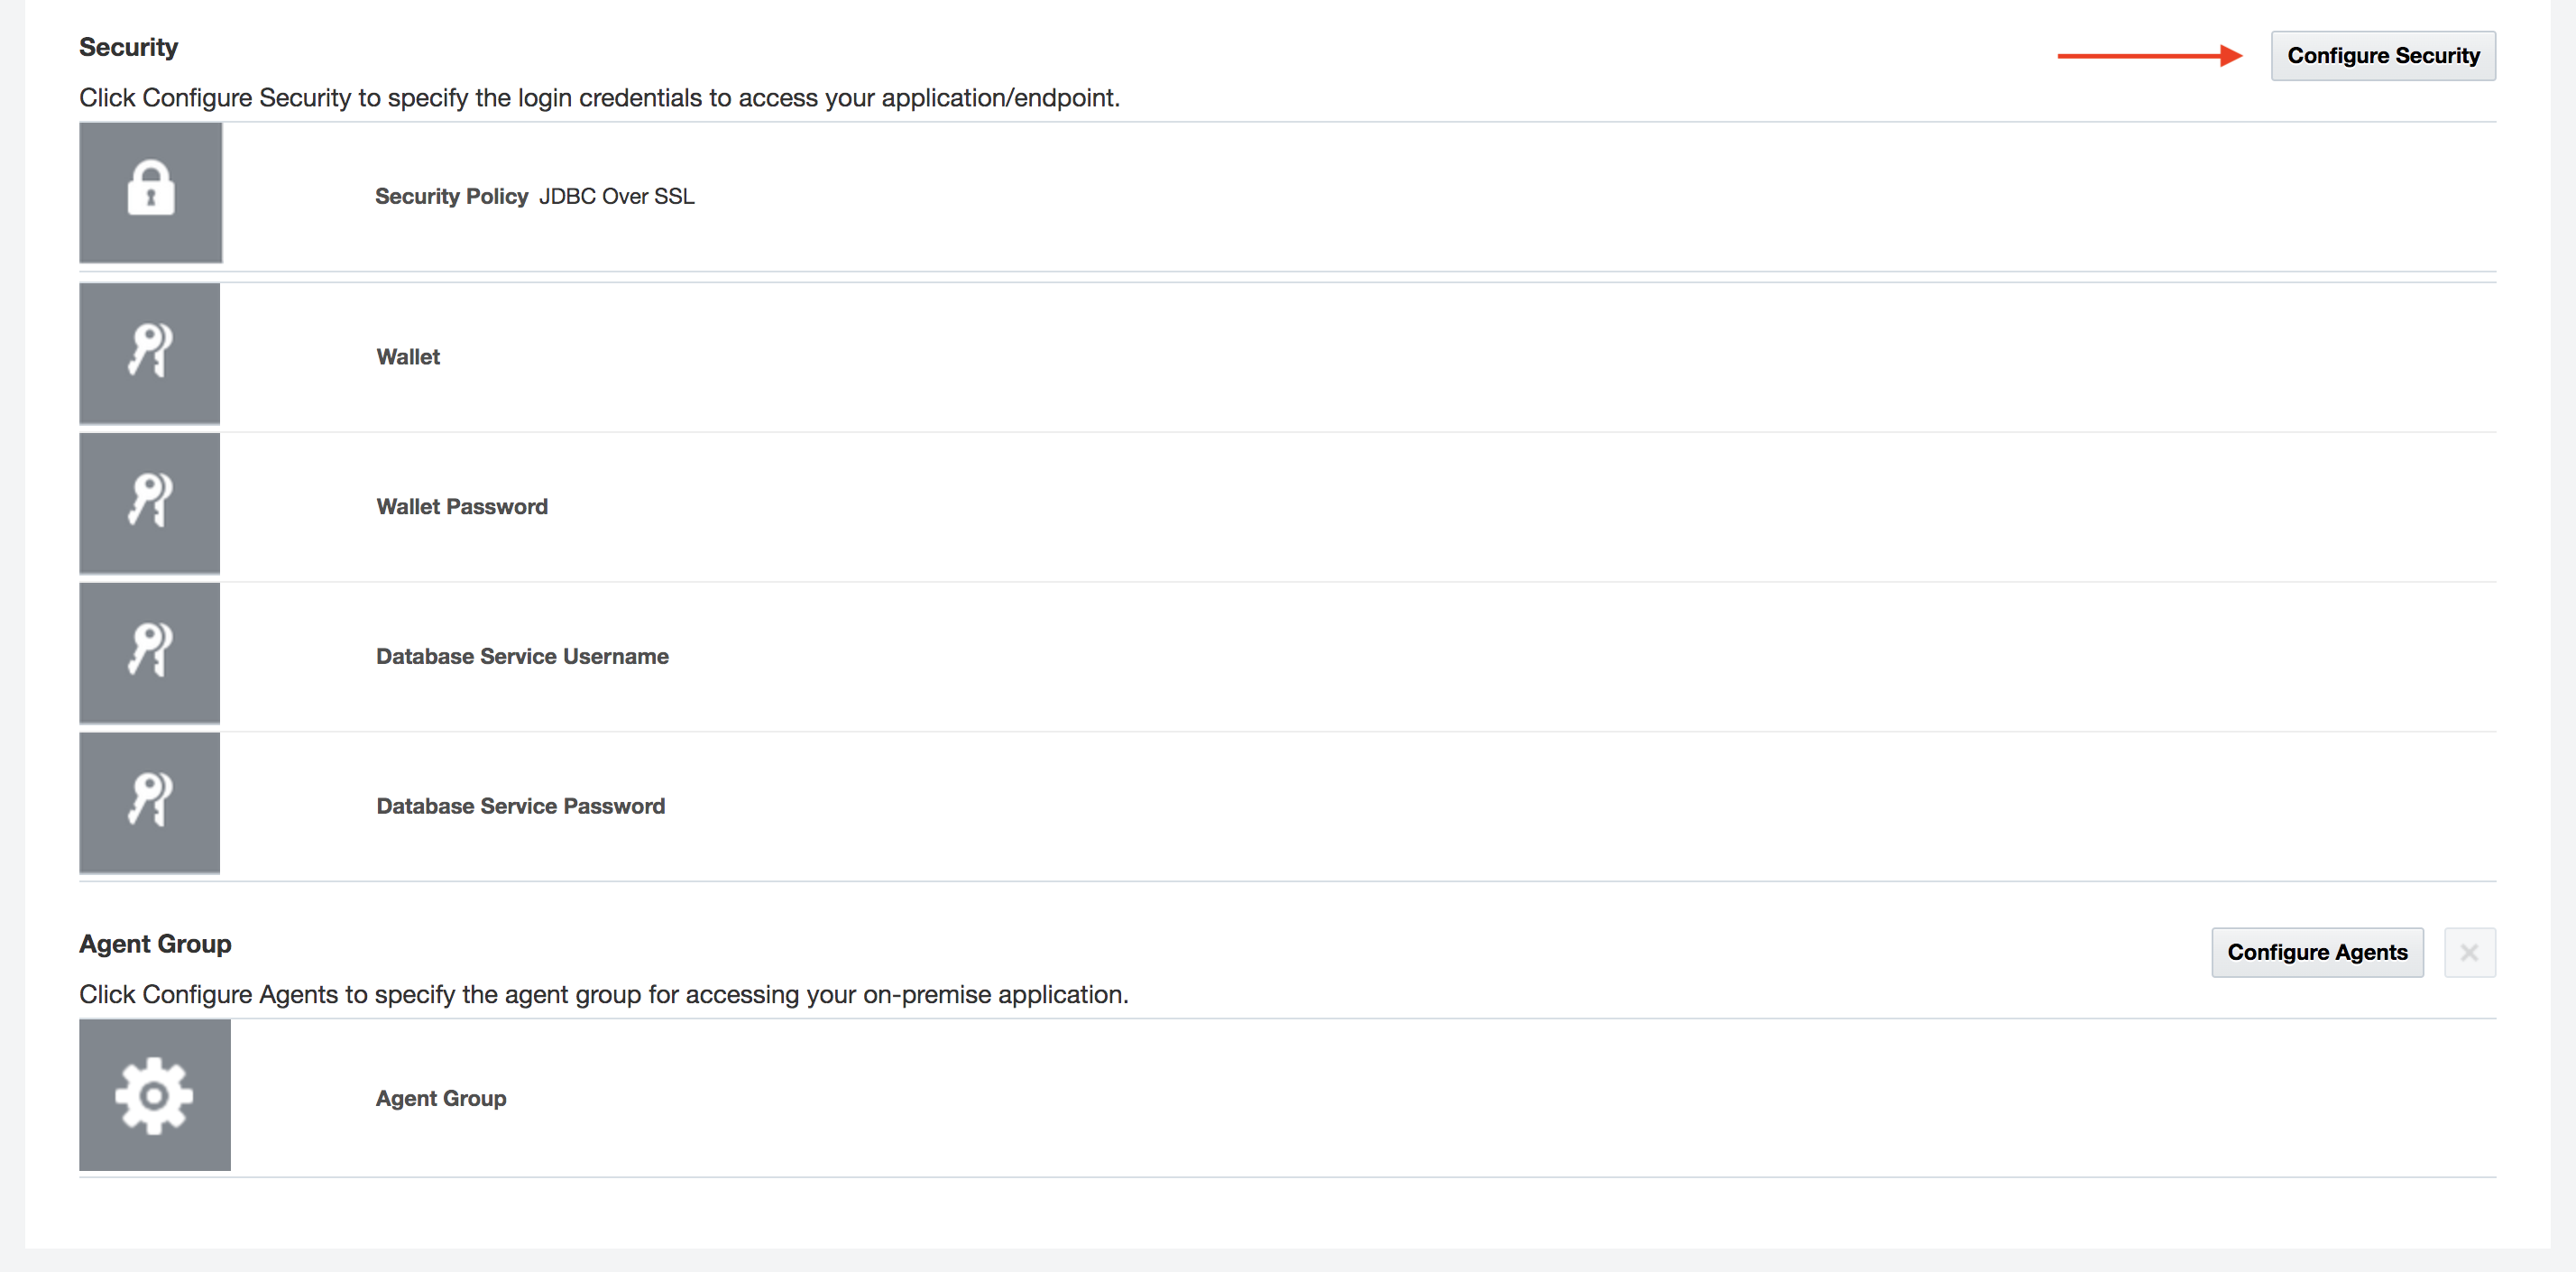 Security
Configure Security
Click Configure Security to specify the login credentials to access your application/endpoint.
Security Policy JDBC Over SSL
Wallet
Wallet Password
Database Service Username
Database Service Password
Agent Group
Configure Agents
Click Configure Agents to specify the agent group for accessing your on-premise application.
Agent Group